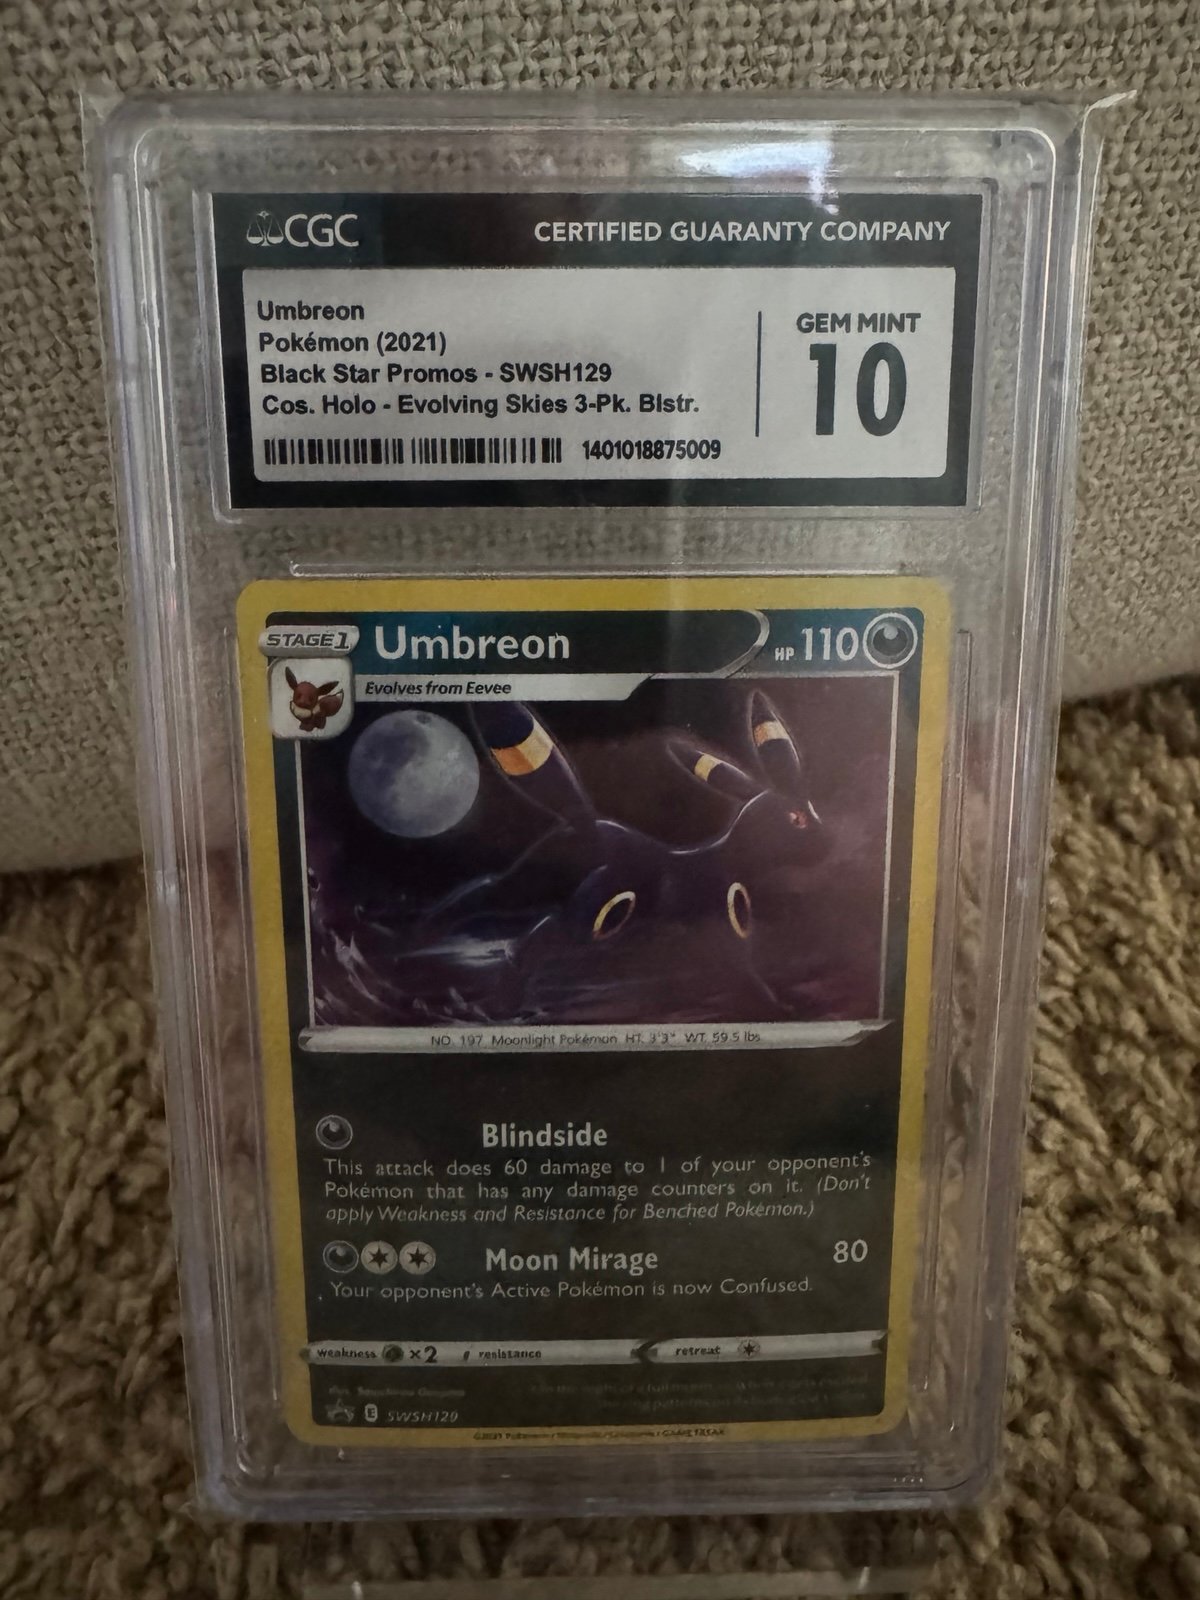 CGC CERTIFIED GUARANTY COMPANY
Umbreon
Pokémon (2021)
Black Star Promos - SWSH129
Cos. Holo - Evolving Skies 3-Pk. Blstr.
1401018875009
GEM MINT
10
STAGE 1 Umbreon HP 110
Evolves from Eevee
NO. 197 Moonlight Pokémon HT. 3'3" WT. 59.5 lbs
Blindside
This attack does 60 damage to 1 of your opponent's
Pokémon that has any damage counters on it. (Don't
apply Weakness and Resistance for Benched Pokémon.)
Moon Mirage 80
Your opponent's Active Pokémon is now Confused.
weakness ×2 resistance retreat
E SWSH129